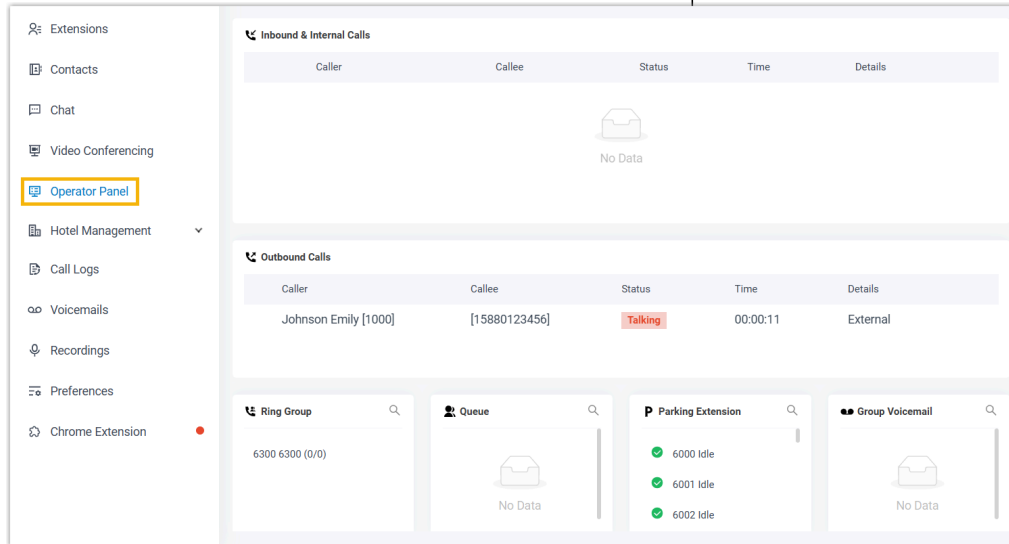 Extensions
Contacts
Chat
Video Conferencing
Operator Panel
Hotel Management
Call Logs
Voicemails
Recordings
Preferences
Chrome Extension
Inbound & Internal Calls
Caller Callee Status Time Details
No Data
Outbound Calls
Caller Callee Status Time Details
Johnson Emily [1000] [15880123456] Talking 00:00:11 External
Ring Group
6300 6300 (0/0)
Queue
No Data
P Parking Extension
6000 Idle
6001 Idle
6002 Idle
Group Voicemail
No Data